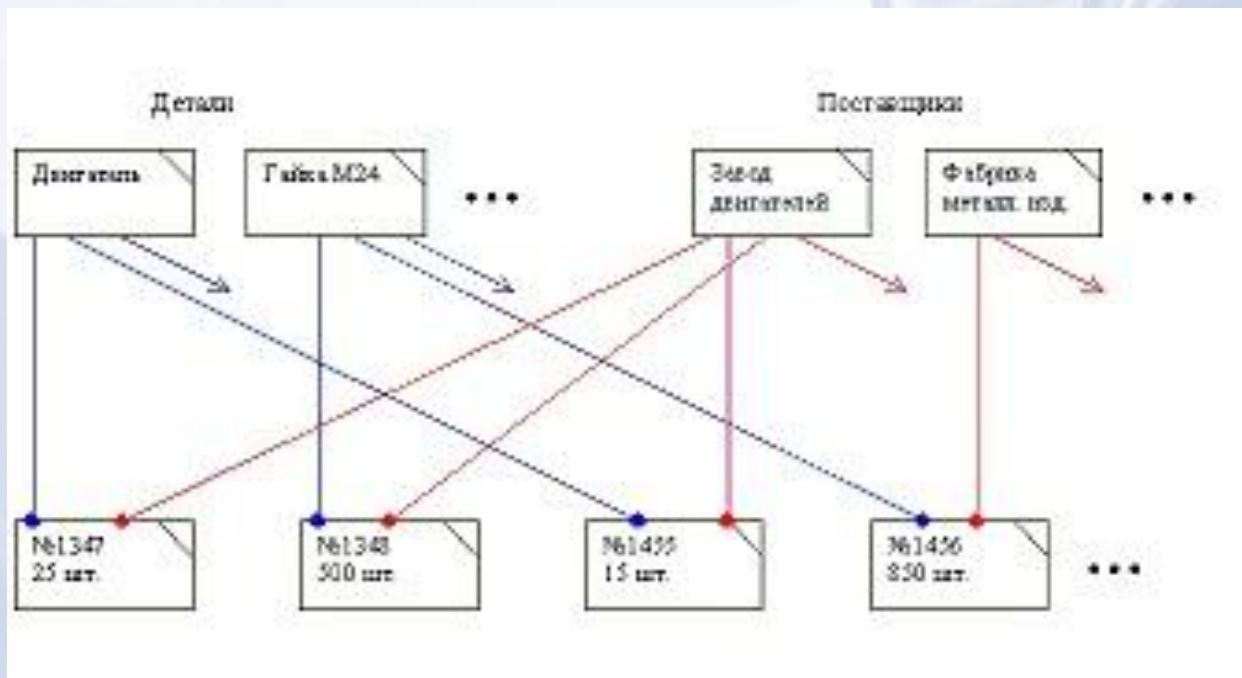 Детали
Поставщики
Двигатель
Гайка М24
Завод
двигателей
Фабрика
металл. изд.
№1347
25 шт.
№1348
500 шт.
№1455
15 шт.
№1456
850 шт.